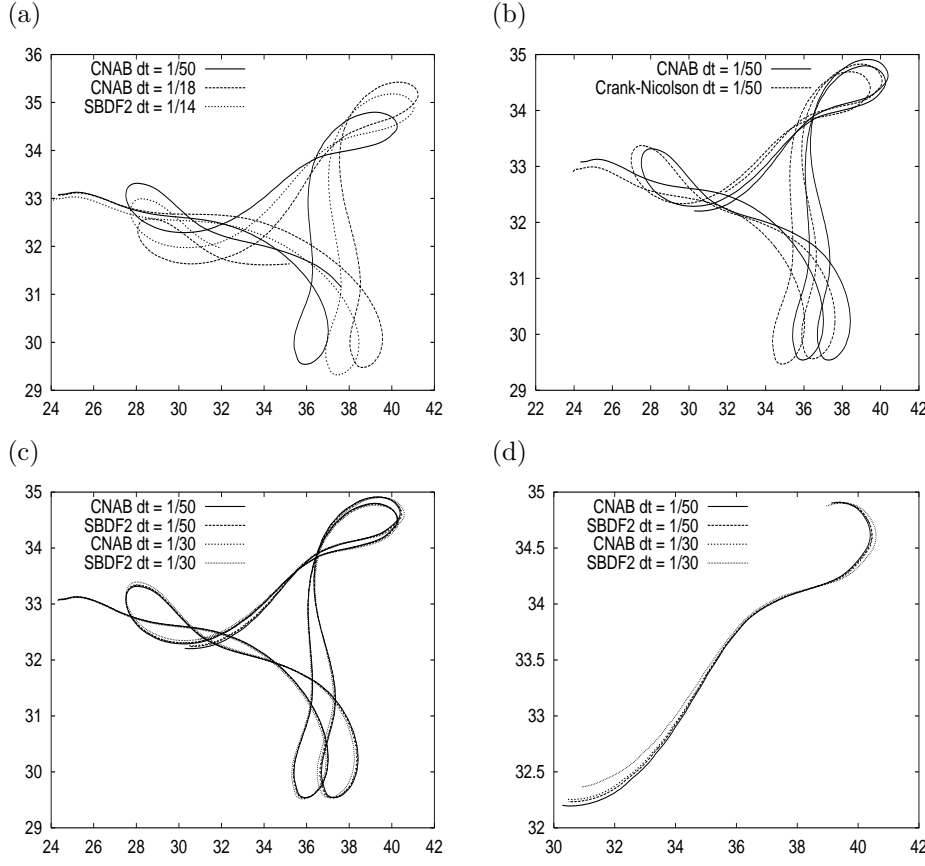 (a)
36
35
34
33
32
31
30
29
24 26 28 30 32 34 36 38 40 42
CNAB dt = 1/50
CNAB dt = 1/18
SBDF2 dt = 1/14
(b)
35
34
33
32
31
30
29
22 24 26 28 30 32 34 36 38 40 42
CNAB dt = 1/50
Crank-Nicolson dt = 1/50
(c)
35
34
33
32
31
30
29
24 26 28 30 32 34 36 38 40 42
CNAB dt = 1/50
SBDF2 dt = 1/50
CNAB dt = 1/30
SBDF2 dt = 1/30
(d)
35
34.5
34
33.5
33
32.5
32
30 32 34 36 38 40 42
CNAB dt = 1/50
SBDF2 dt = 1/50
CNAB dt = 1/30
SBDF2 dt = 1/30